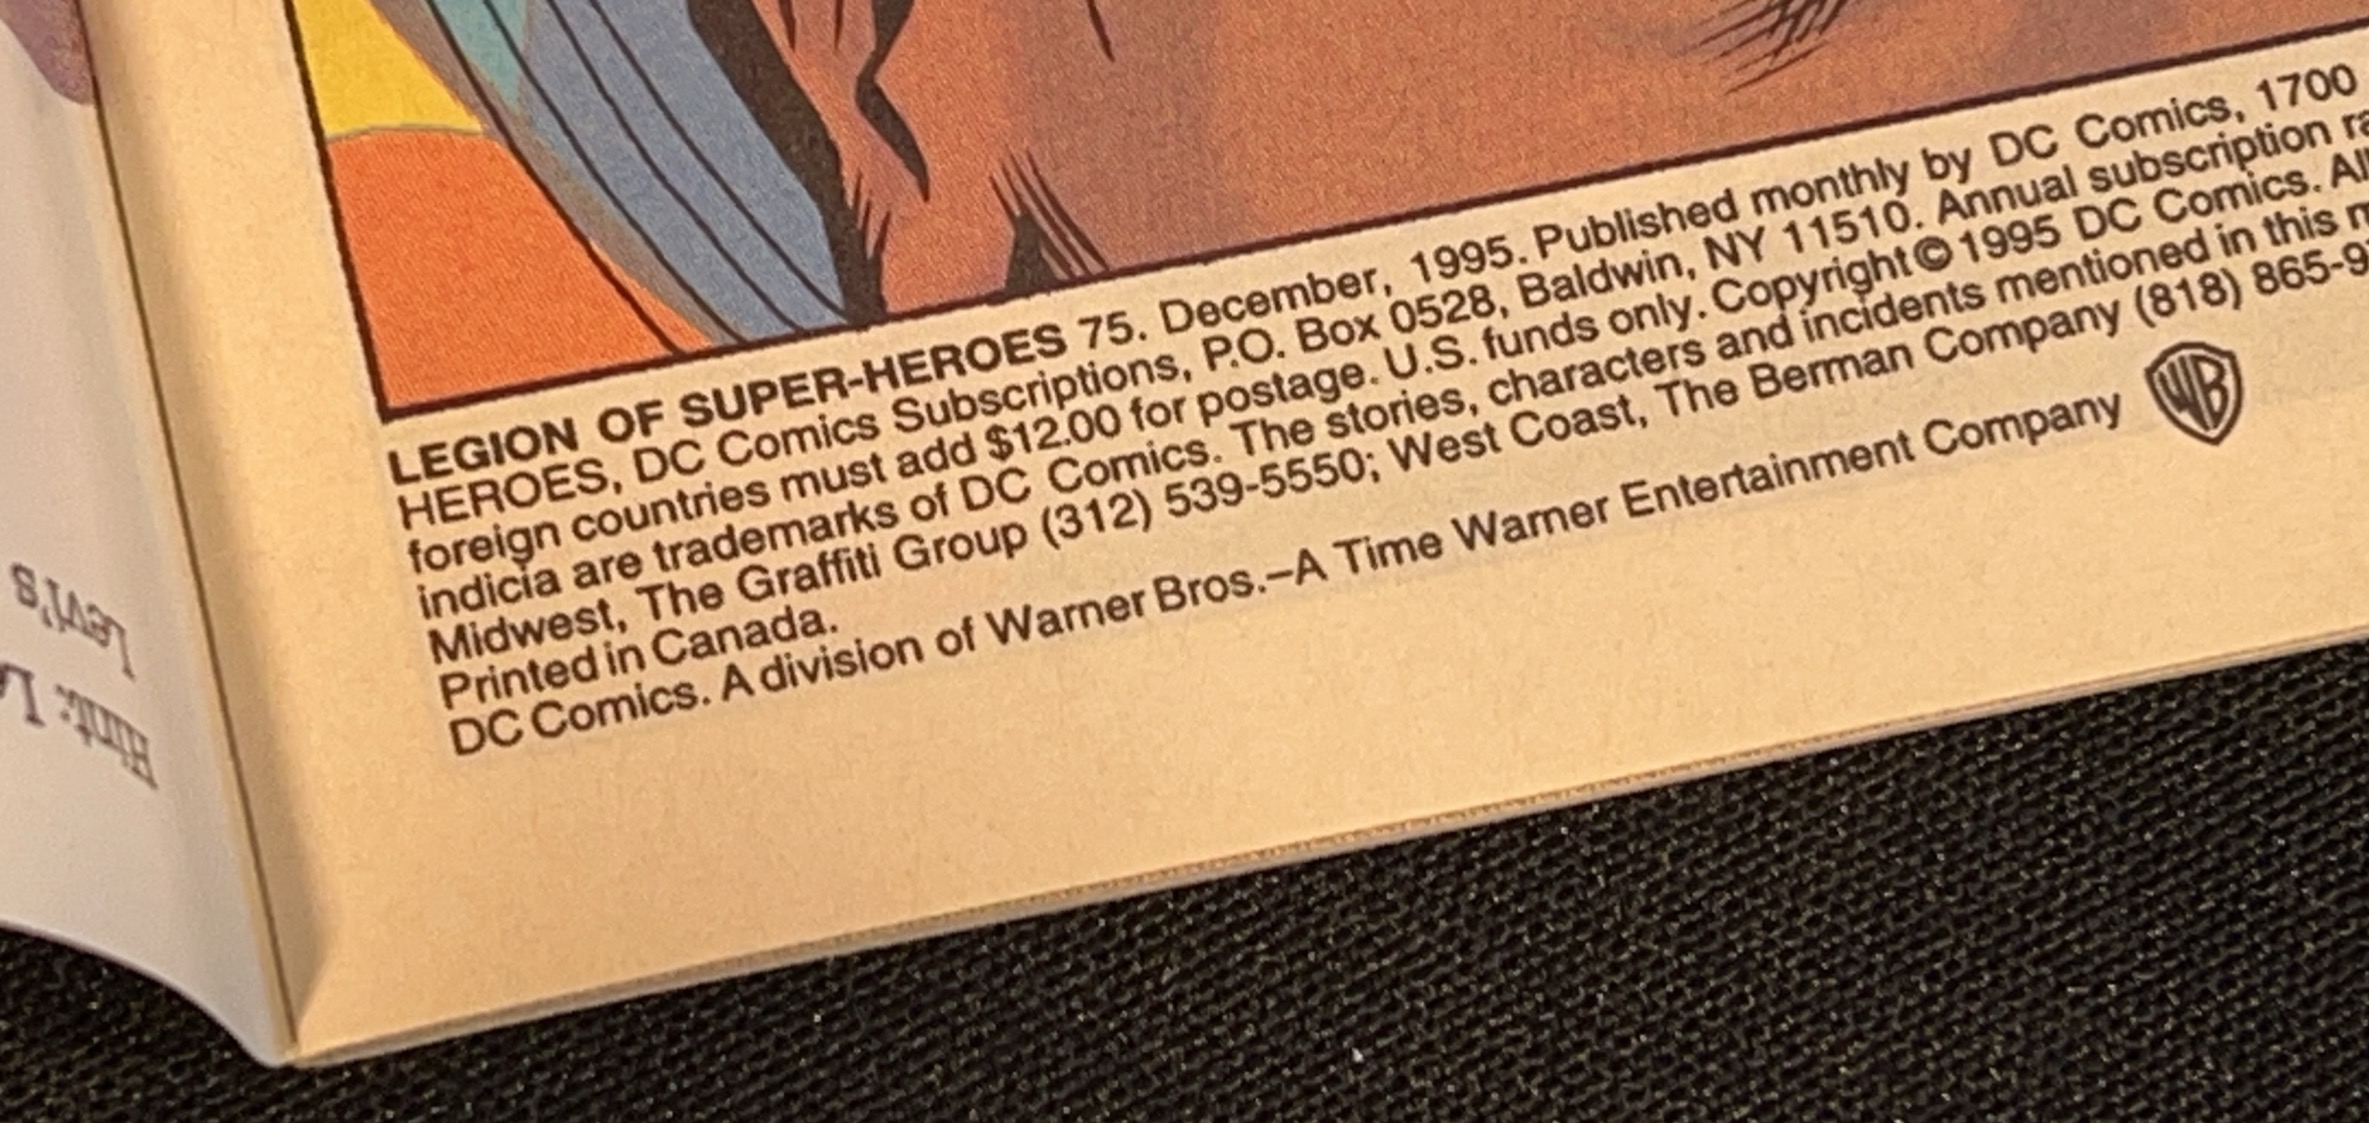 LEGION OF SUPER-HEROES 75. December, 1995. Published monthly by DC Comics, 1700
HEROES, DC Comics Subscriptions, P.O. Box 0528, Baldwin, NY 11510. Annual subscription
foreign countries must add $12.00 for postage. U.S. funds only. Copyright © 1995 DC Comics. All
indicia are trademarks of DC Comics. The stories, characters and incidents mentioned in this
Midwest, The Graffiti Group (312) 539-5550; West Coast, The Berman Company (818) 865-9
Printed in Canada.
DC Comics. A division of Warner Bros.–A Time Warner Entertainment Company WB
Hint:
Levi's